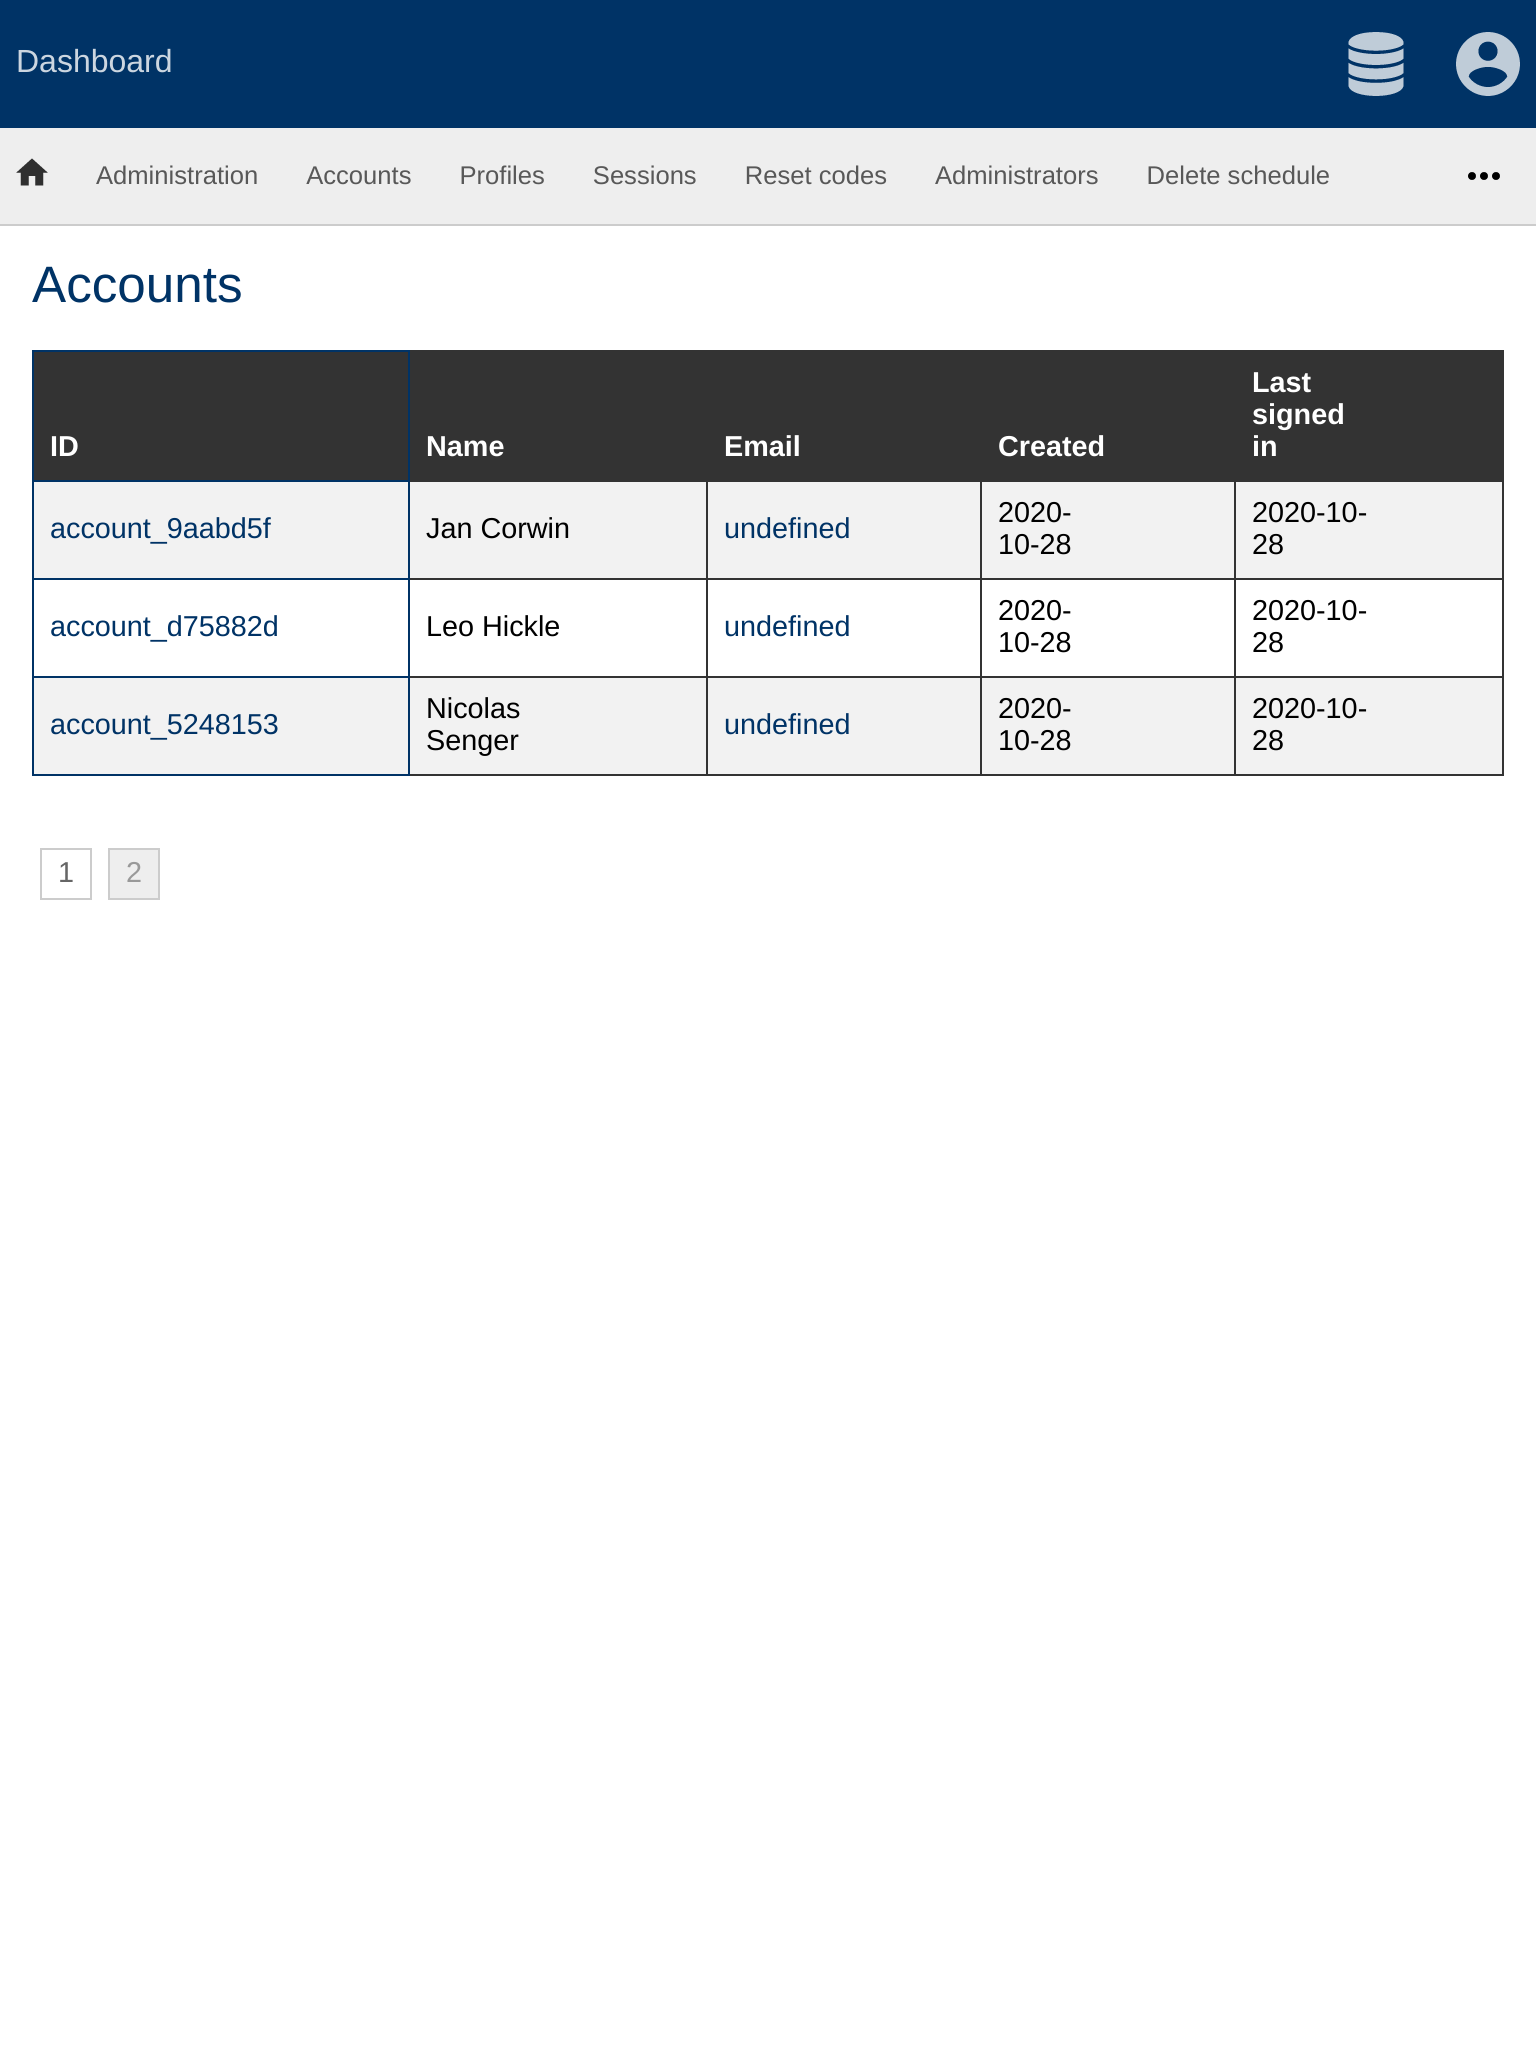 Dashboard
Administration Accounts Profiles Sessions Reset codes Administrators Delete schedule
Accounts
ID Name Email Created Last signed in
account_9aabd5f Jan Corwin undefined 2020-10-28 2020-10-28
account_d75882d Leo Hickle undefined 2020-10-28 2020-10-28
account_5248153 Nicolas Senger undefined 2020-10-28 2020-10-28
1 2